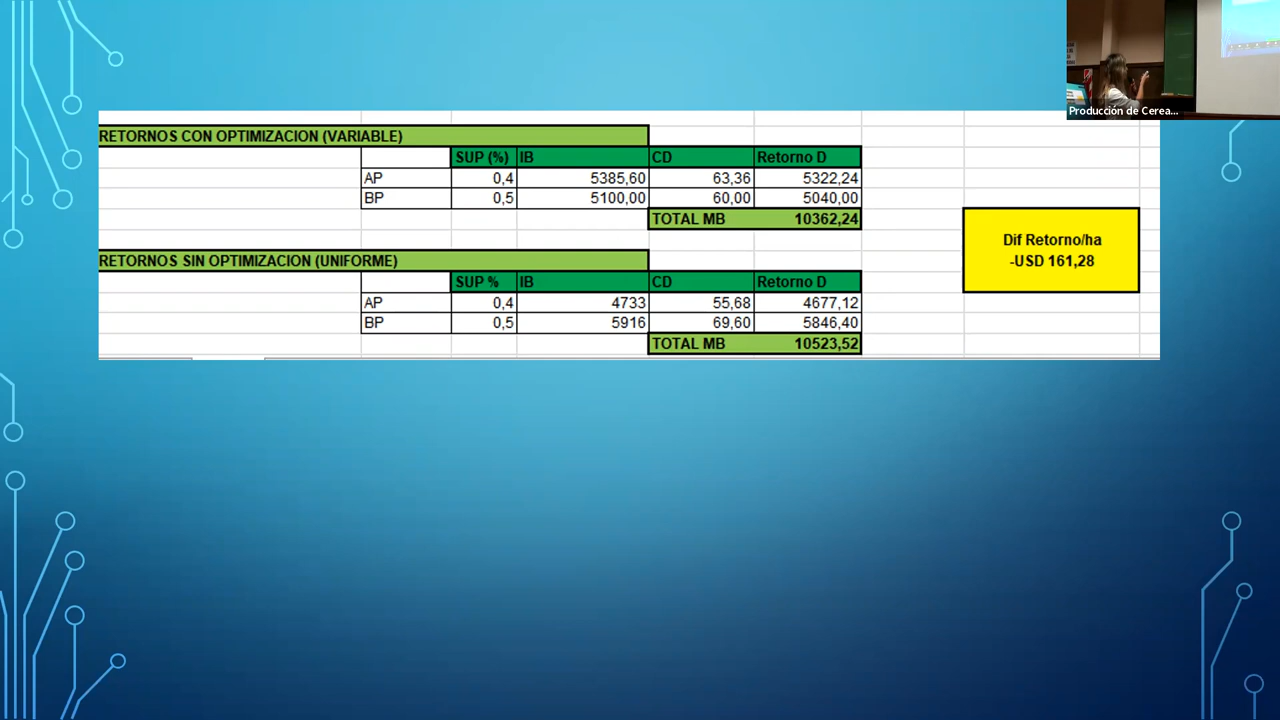 Producción de Cerea...
RETORNOS CON OPTIMIZACION (VARIABLE)
SUP (%) IB CD Retorno D
AP 0,4 5385,60 63,36 5322,24
BP 0,5 5100,00 60,00 5040,00
TOTAL MB 10362,24
Dif Retorno/ha
-USD 161,28
RETORNOS SIN OPTIMIZACION (UNIFORME)
SUP % IB CD Retorno D
AP 0,4 4733 55,68 4677,12
BP 0,5 5916 69,60 5846,40
TOTAL MB 10523,52